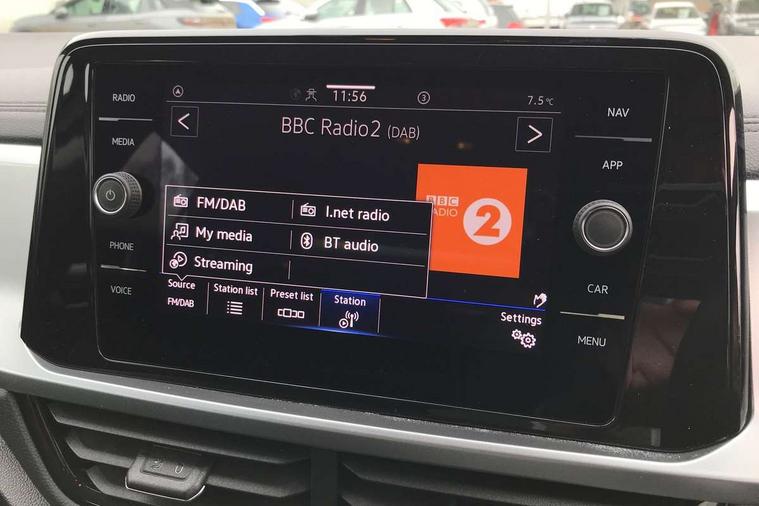 RADIO
MEDIA
PHONE
VOICE
11:56
3
7.5°C
BBC Radio2 (DAB)
BBC
RADIO
2
FM/DAB
I.net radio
My media
BT audio
Streaming
Source
FM/DAB
Station list
Preset list
Station
Settings
NAV
APP
CAR
MENU